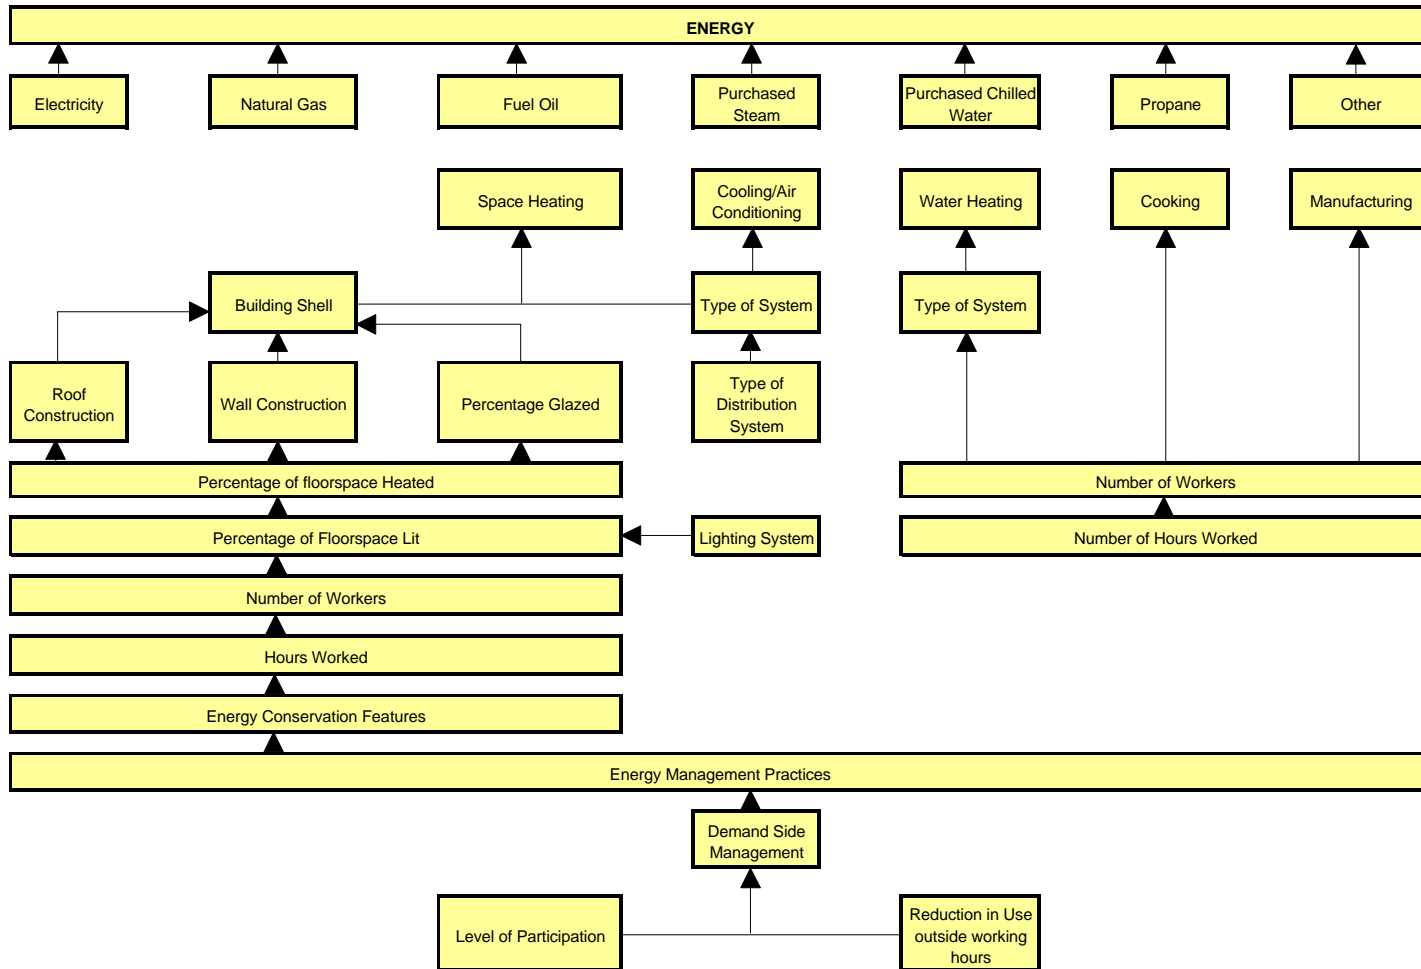 ENERGY
Electricity
Natural Gas
Fuel Oil
Purchased
Steam
Purchased Chilled
Water
Propane
Other
Space Heating
Cooling/Air
Conditioning
Water Heating
Cooking
Manufacturing
Building Shell
Type of System
Type of System
Roof
Construction
Wall Construction
Percentage Glazed
Type of
Distribution
System
Percentage of floorspace Heated
Number of Workers
Percentage of Floorspace Lit
Lighting System
Number of Hours Worked
Number of Workers
Hours Worked
Energy Conservation Features
Energy Management Practices
Demand Side
Management
Level of Participation
Reduction in Use
outside working
hours